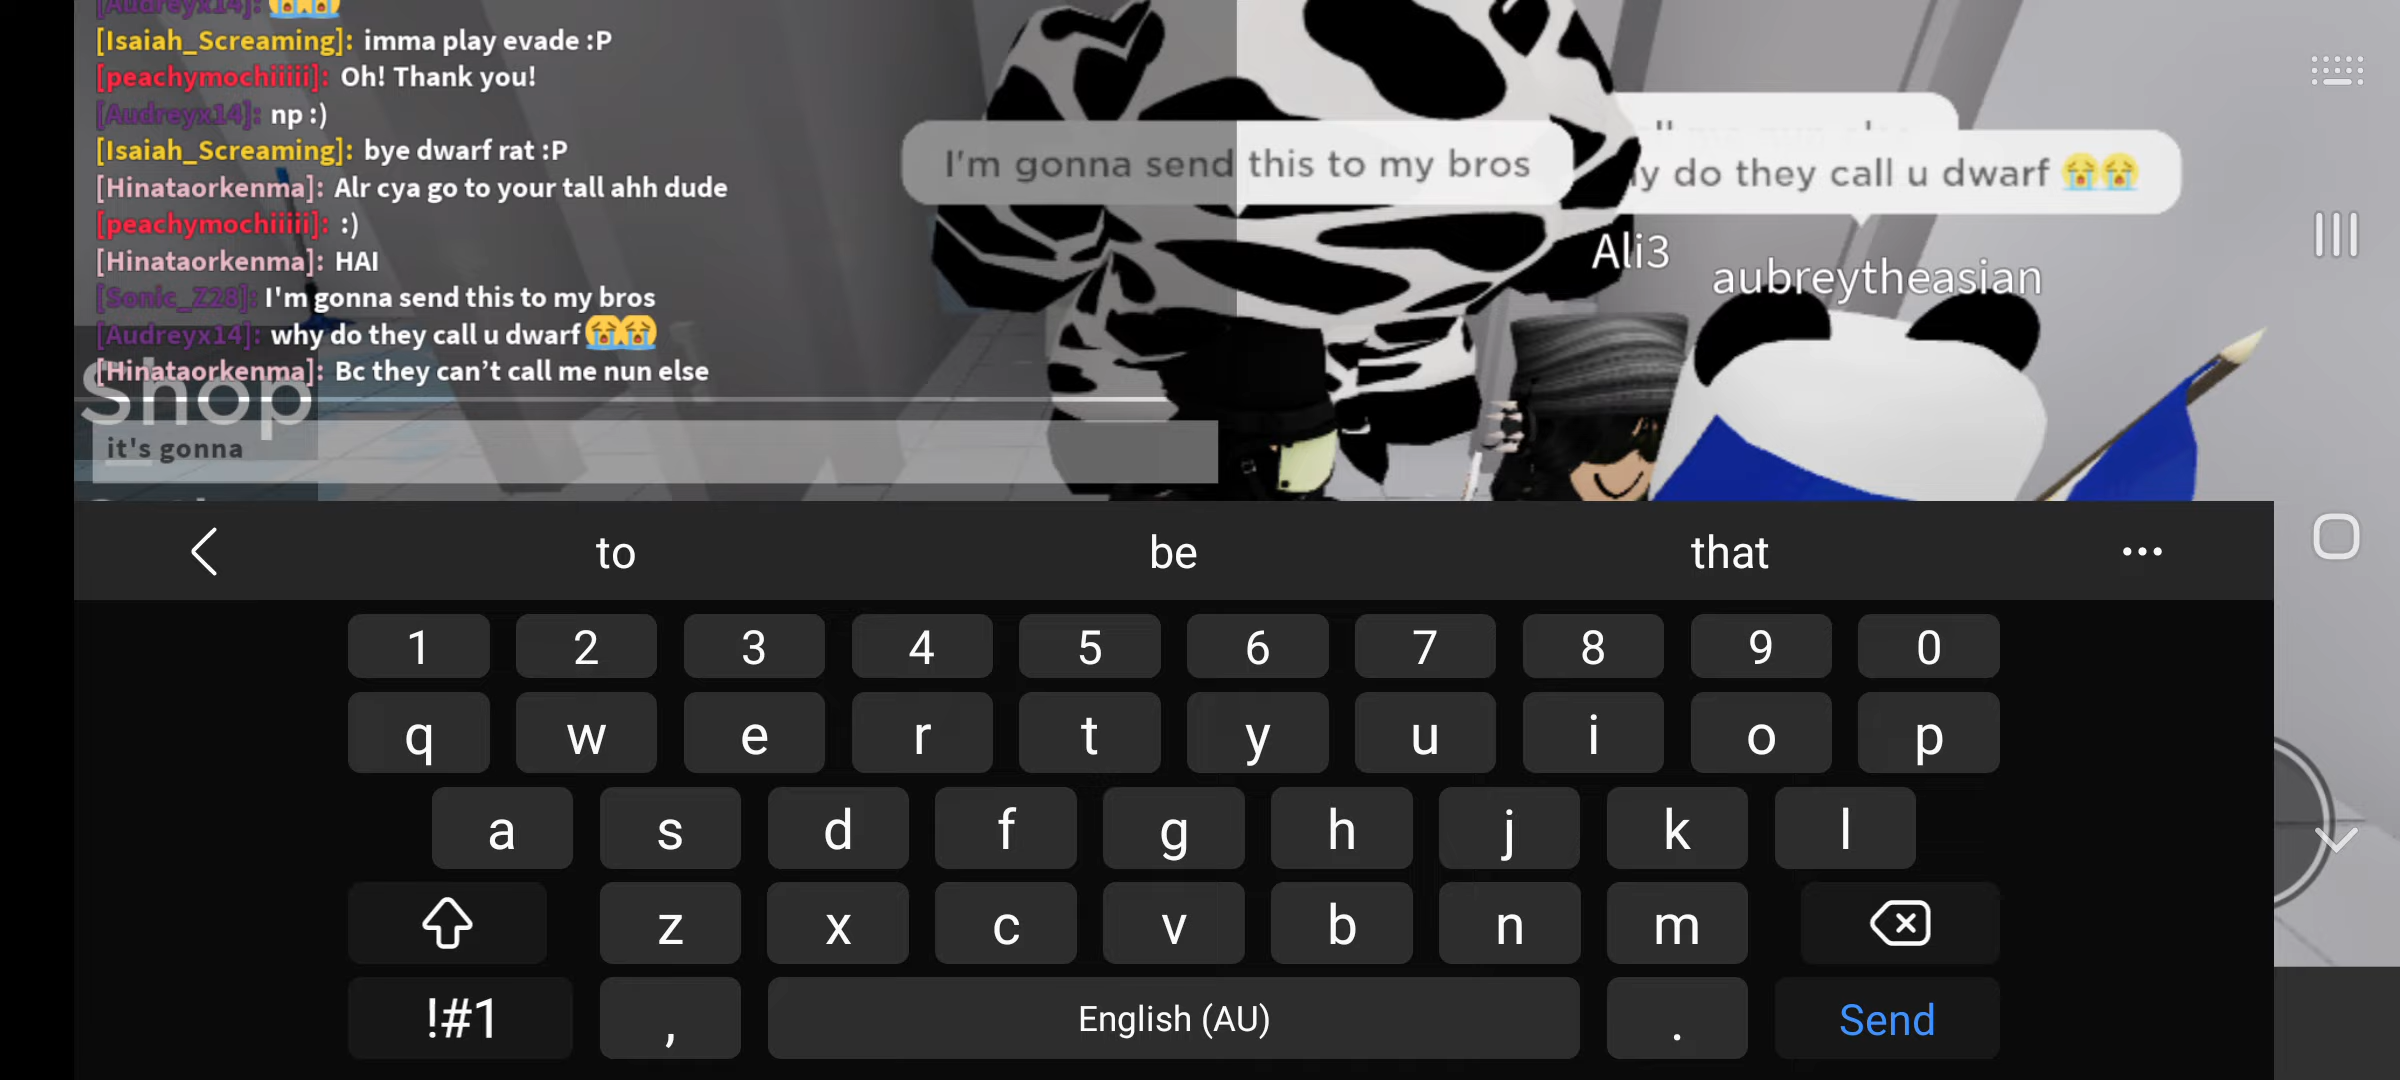 [Audreyx14]: 😭😭
[Isaiah_Screaming]: imma play evade :P
[peachymochiiiii]: Oh! Thank you!
[Audreyx14]: np :)
[Isaiah_Screaming]: bye dwarf rat :P
[Hinataorkenma]: Alr cya go to your tall ahh dude
[peachymochiiiii]: :)
[Hinataorkenma]: HAI
[Sonic_Z28]: I'm gonna send this to my bros
[Audreyx14]: why do they call u dwarf 😭😭
[Hinataorkenma]: Bc they can’t call me nun else
Shop
it's gonna
I'm gonna send this to my bros
y do they call u dwarf 😭😭
Ali3
aubreytheasian
to be that
1 2 3 4 5 6 7 8 9 0
q w e r t y u i o p
a s d f g h j k l
z x c v b n m
!#1 , English (AU) . Send